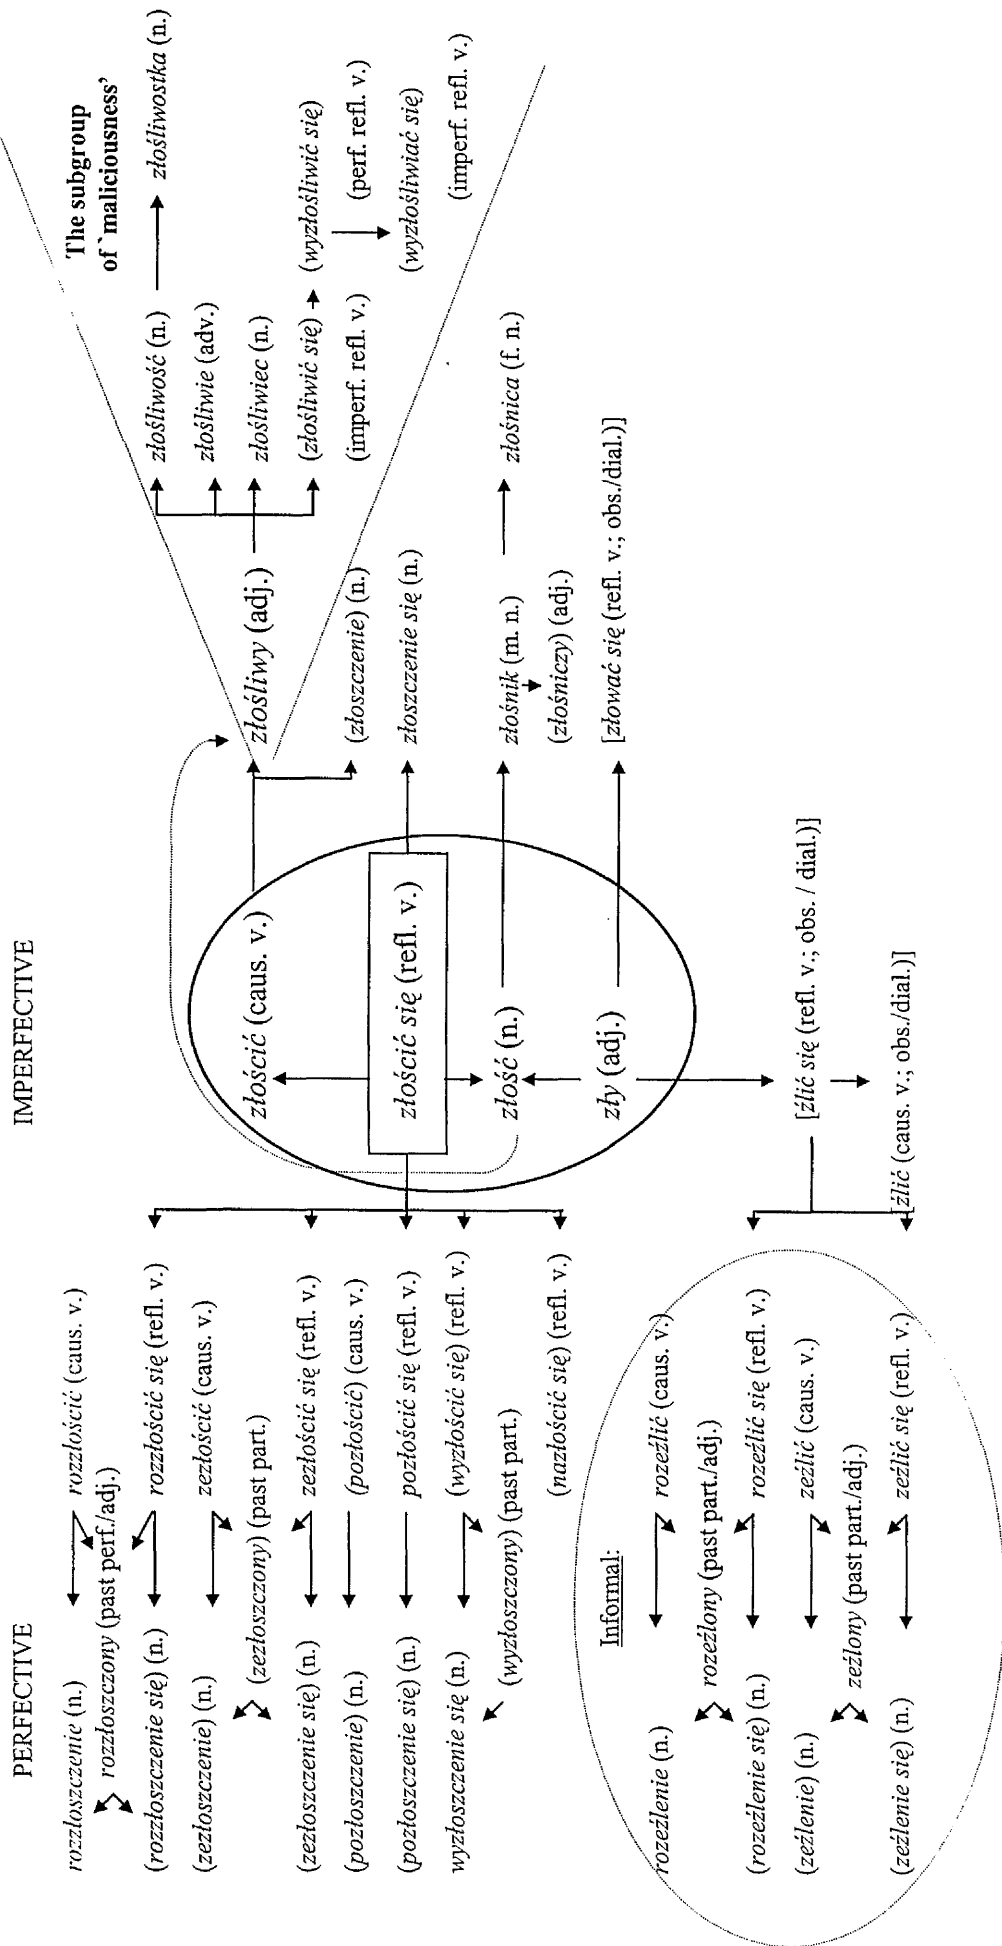 PERFECTIVE
IMPERFECTIVE
rozzłoszczenie (n.)
rozzłościć (caus. v.)
rozzłoszczony (past perf./adj.)
(rozzłoszczenie się) (n.)
rozzłościć się (refl. v.)
(zezłoszczenie) (n.)
zezłościć (caus. v.)
(zezłoszczony) (past part.)
(zezłoszczenie się) (n.)
zezłościć się (refl. v.)
(pozłoszczenie) (n.)
(pozłościć) (caus. v.)
(pozłoszczenie się) (n.)
pozłościć się (refl. v.)
wyzłoszczenie się (n.)
(wyzłościć się) (refl. v.)
(wyzłoszczony) (past part.)
(nazłościć się) (refl. v.)
Informal:
rozeźlenie (n.)
rozeźlić (caus. v.)
rozeźlony (past part./adj.)
(rozeźlenie się) (n.)
rozeźlić się (refl. v.)
(zeźlenie) (n.)
zeźlić (caus. v.)
zeźlony (past part./adj.)
(zeźlenie się) (n.)
zeźlić się (refl. v.)
złościć (caus. v.)
złościć się (refl. v.)
złość (n.)
zły (adj.)
[źlić się (refl. v.; obs. / dial.)]
[źlić (caus. v.; obs./dial.)]
The subgroup
of `maliciousness'
złośliwy (adj.)
złośliwość (n.)
złośliwostka (n.)
złośliwie (adv.)
złośliwiec (n.)
(złośliwić się)
(wyzłośliwić się)
(imperf. refl. v.)
(perf. refl. v.)
(wyzłośliwiać się)
(imperf. refl. v.)
(złoszczenie) (n.)
złoszczenie się (n.)
złośnik (m. n.)
złośnica (f. n.)
(złośniczy) (adj.)
[złować się (refl. v.; obs./dial.)]